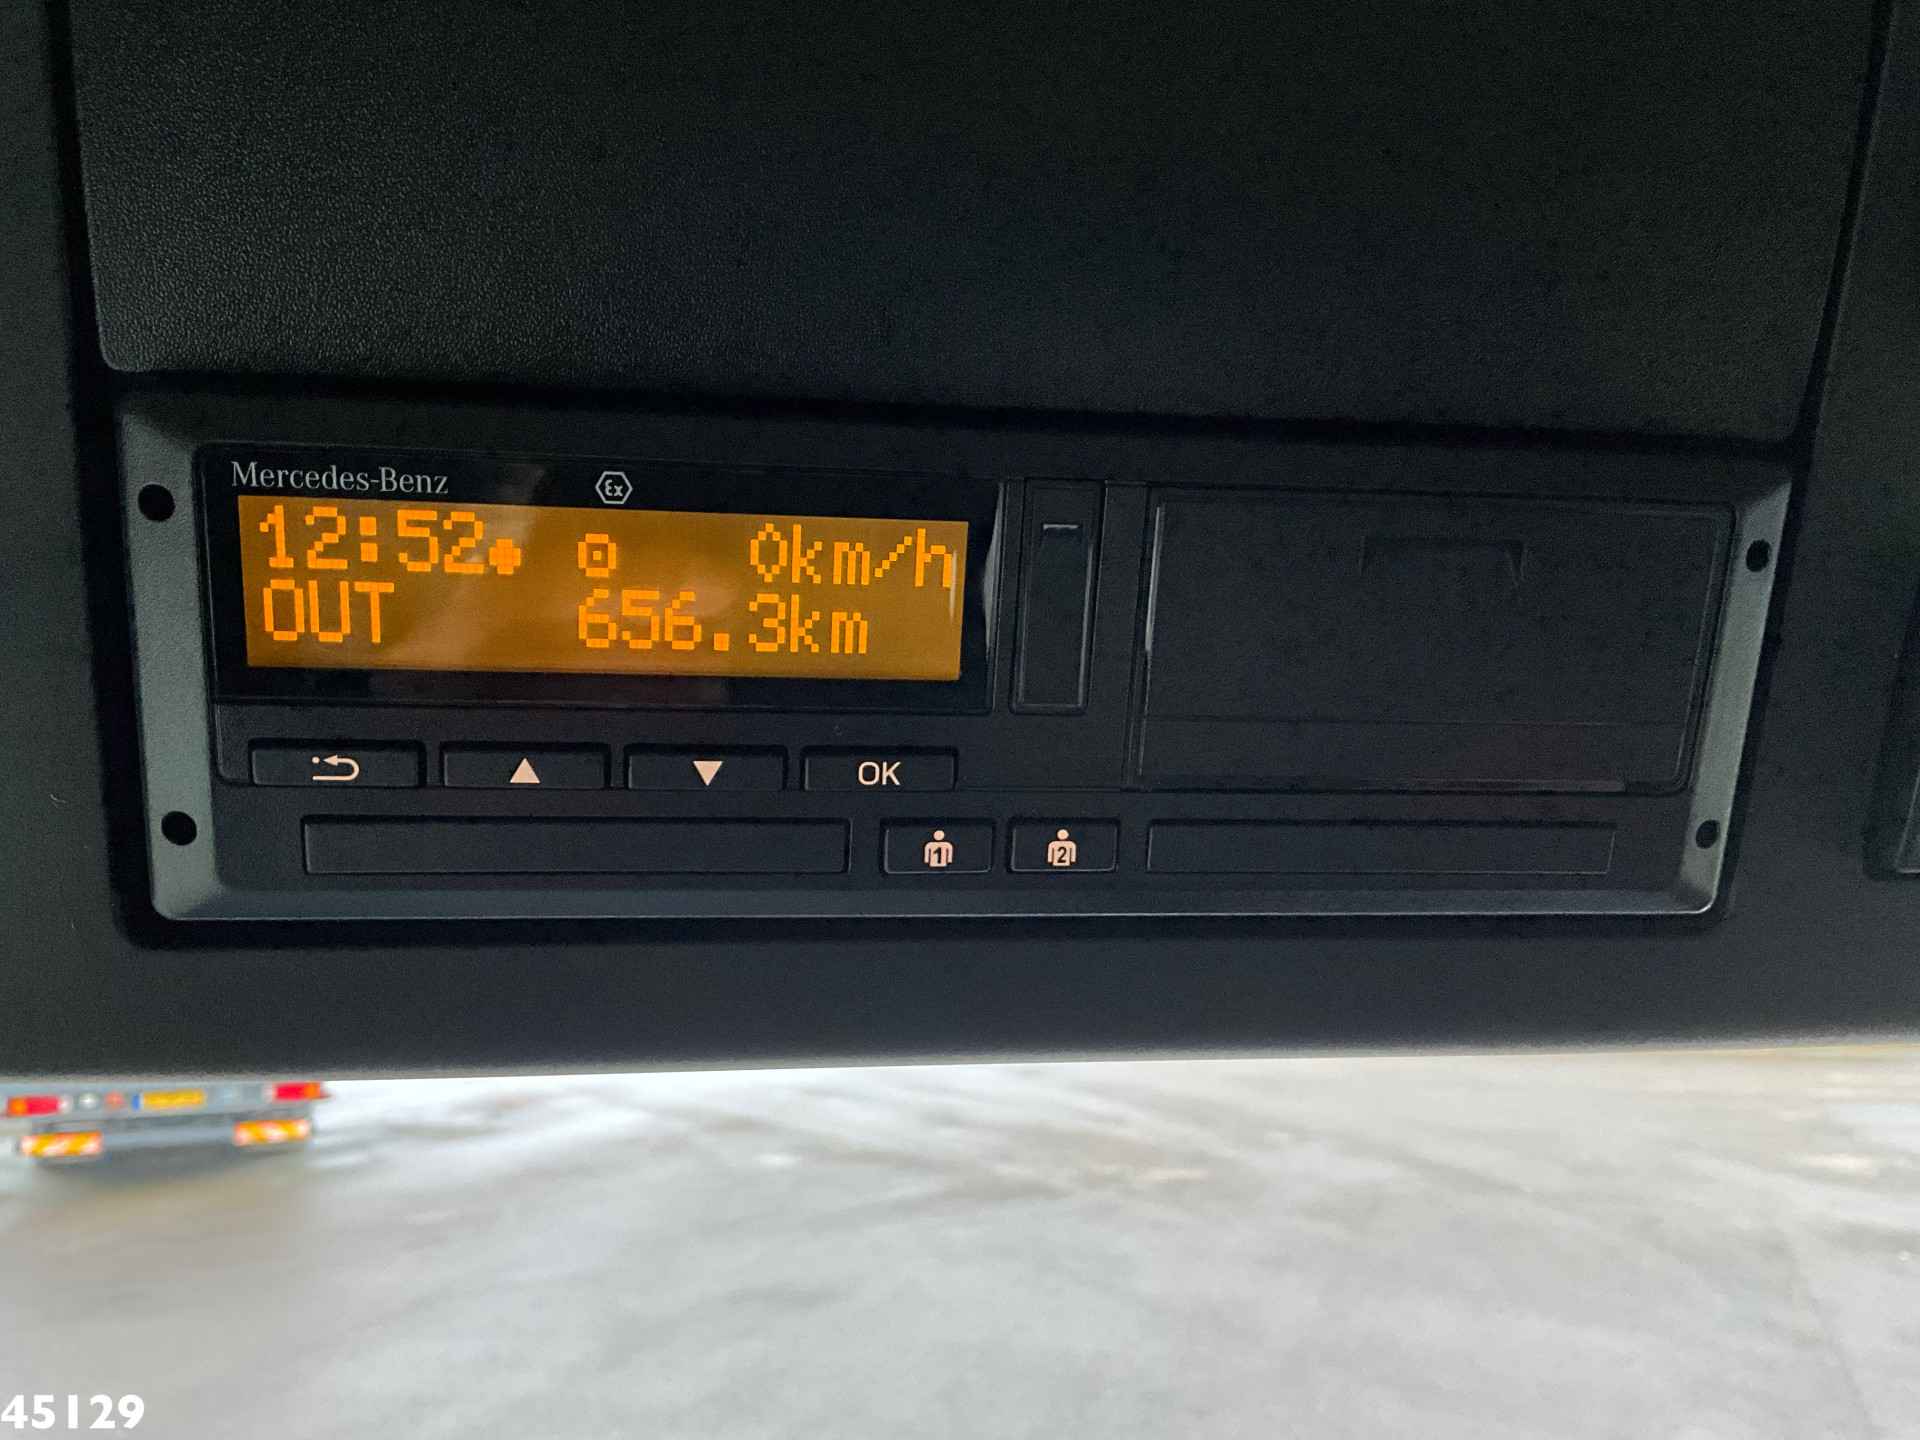 Mercedes-Benz Ex
12:52 0km/h
OUT 656.3km
OK
1 2
45129